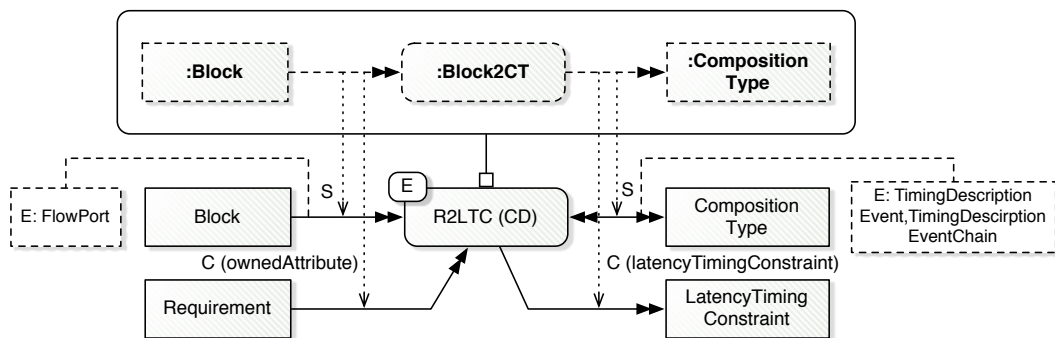 :Block
:Block2CT
:Composition
Type
E: FlowPort
Block
S
E
R2LTC (CD)
S
Composition
Type
E: TimingDescription
Event,TimingDescirption
EventChain
C (ownedAttribute)
C (latencyTimingConstraint)
Requirement
LatencyTiming
Constraint